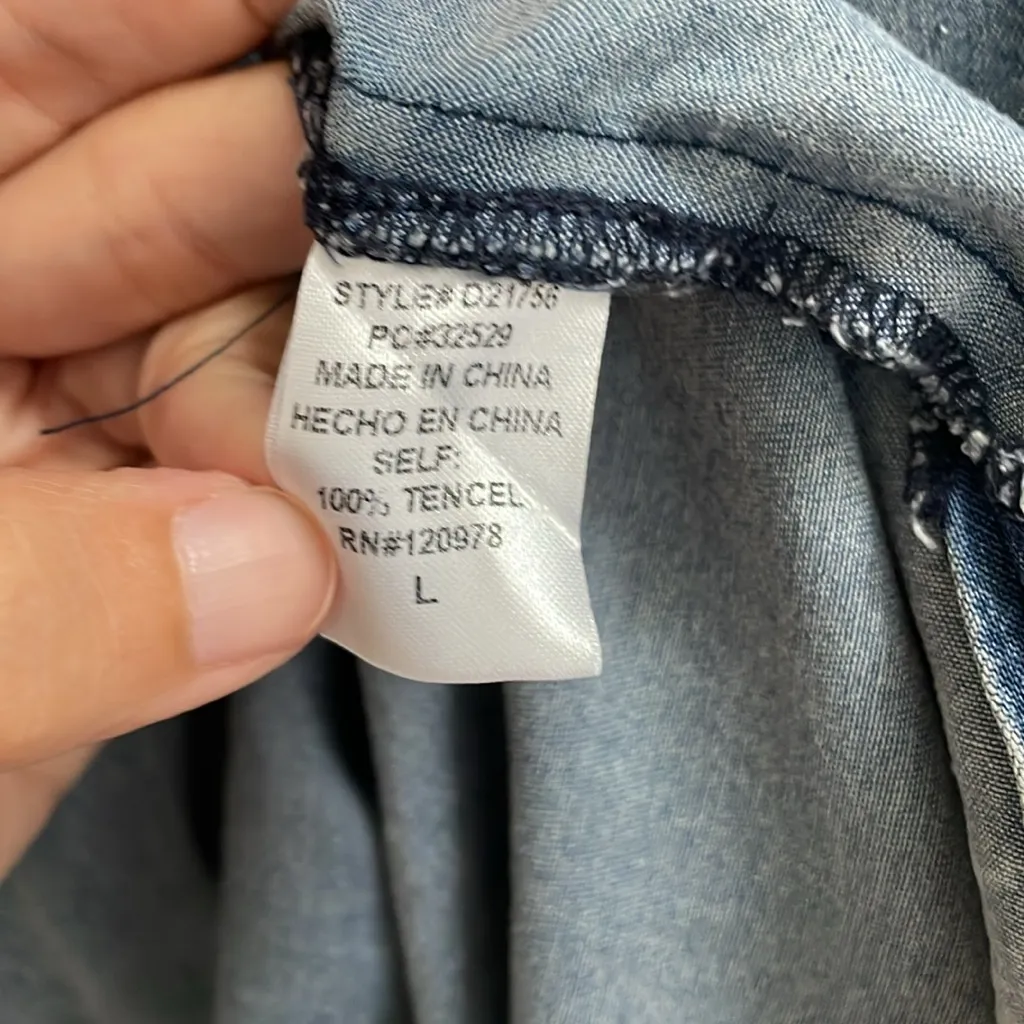 STYLE# D21756
PO#32529
MADE IN CHINA
HECHO EN CHINA
SELF:
100% TENCEL
RN#120978
L